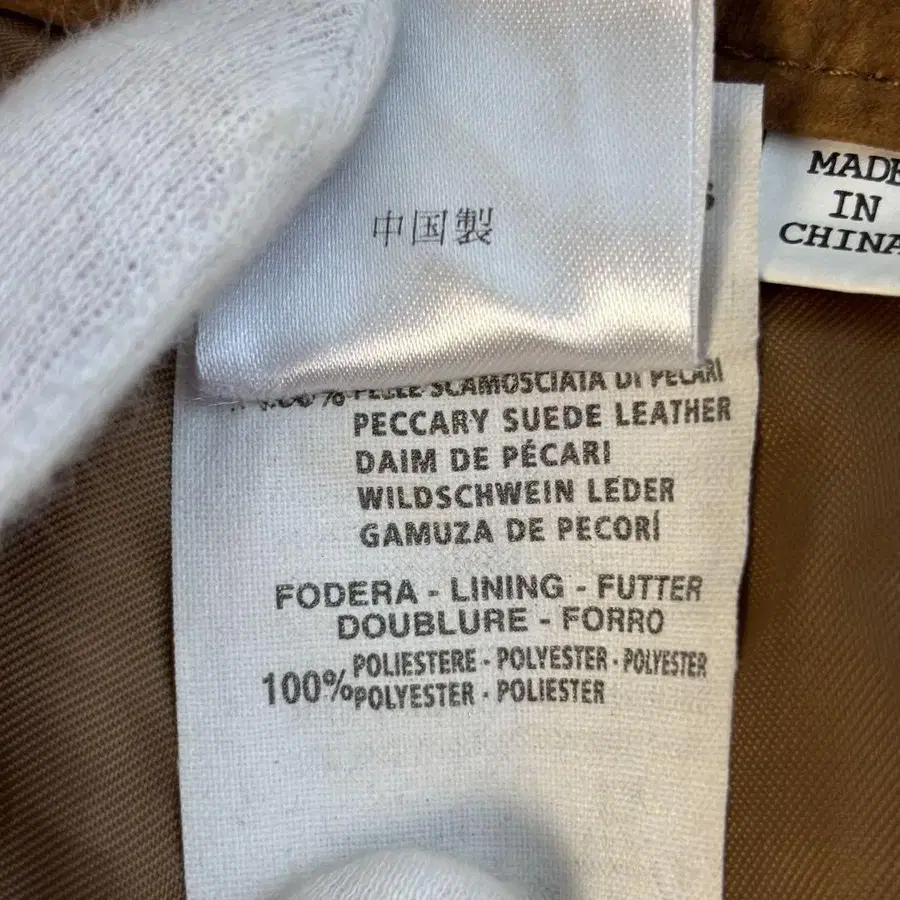 中国製
MADE
IN
CHINA
100% PELLE SCAMOSCIATA DI PECARI
PECCARY SUEDE LEATHER
DAIM DE PÉCARI
WILDSCHWEIN LEDER
GAMUZA DE PECORÍ
FODERA - LINING - FUTTER
DOUBLURE - FORRO
100% POLIESTERE - POLYESTER - POLYESTER
POLYESTER - POLIESTER